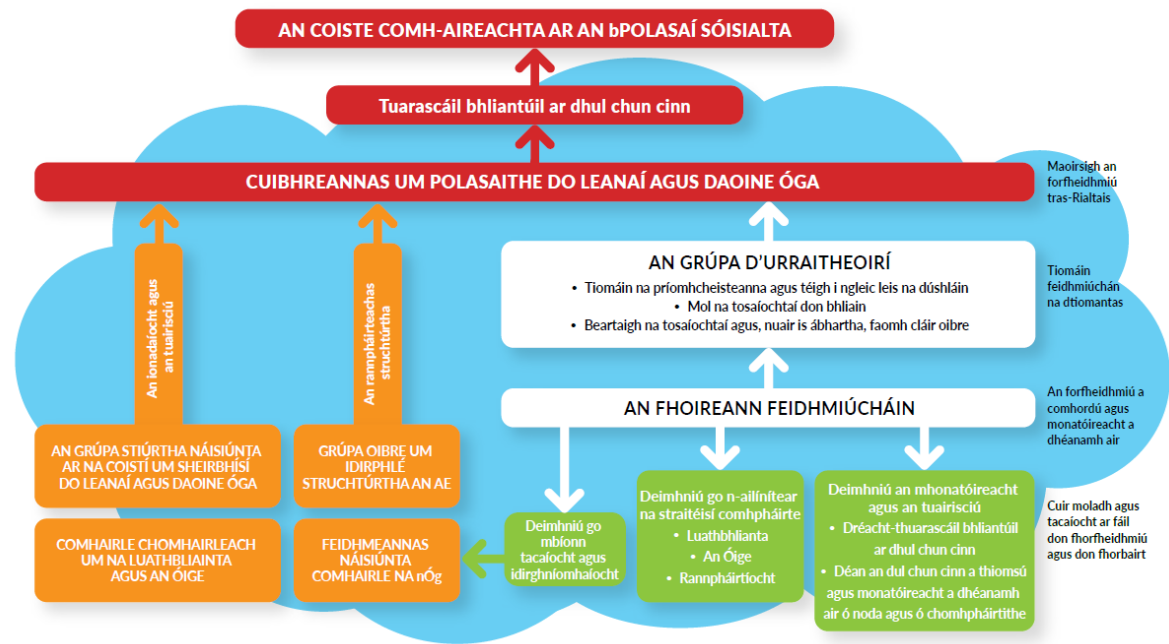 AN COISTE COMH-AIREACHTA AR AN bPOLASAÍ SÓISIALTA
Tuarascáil bhliantúil ar dhul chun cinn
CUIBHREANNAS UM POLASAITHE DO LEANAÍ AGUS DAOINE ÓGA
Maoirsigh an
forfheidhmiú
tras-Rialtais
An ionadaíocht agus
an tuairisciú
An rannpháirteachas
struchtúrtha
AN GRÚPA D'URRAITHEOIRÍ
• Tiomáin na príomhcheisteanna agus téigh i ngleic leis na dúshláin
• Mol na tosaíochtaí don bhliain
• Beartaigh na tosaíochtaí agus, nuair is ábhartha, faomh cláir oibre
Tiomáin
feidhmiúchán
na dtiomantas
AN FHOIREANN FEIDHMIÚCHÁIN
An forfheidhmiú a
comhordú agus
monatóireacht a
dhéanamh air
AN GRÚPA STIÚRTHA NÁISIÚNTA
AR NA COISTÍ UM SHEIRBHÍSÍ
DO LEANAÍ AGUS DAOINE ÓGA
GRÚPA OIBRE UM
IDIRPHLÉ
STRUCHTÚRTHA AN AE
COMHAIRLE CHOMHAIRLEACH
UM NA LUATHBLIAINTA
AGUS AN ÓIGE
FEIDHMEANNAS
NÁISIÚNTA
COMHAIRLE NA nÓg
Deimhniú go
mbíonn
tacaíocht agus
idirghníomhaíocht
Deimhniú go n-ailínítear
na straitéisí comhpháirte
• Luathbhlianta
• An Óige
• Rannpháirtíocht
Deimhniú an mhonatóireacht
agus an tuairisciú
• Dréacht-thuarascáil bhliantúil
ar dhul chun cinn
• Déan an dul chun cinn a thiomsú
agus monatóireacht a dhéanamh
air ó noda agus ó chomhpháirtithe
Cuir moladh agus
tacaíocht ar fáil
don fhorfheidhmiú
agus don fhorbairt